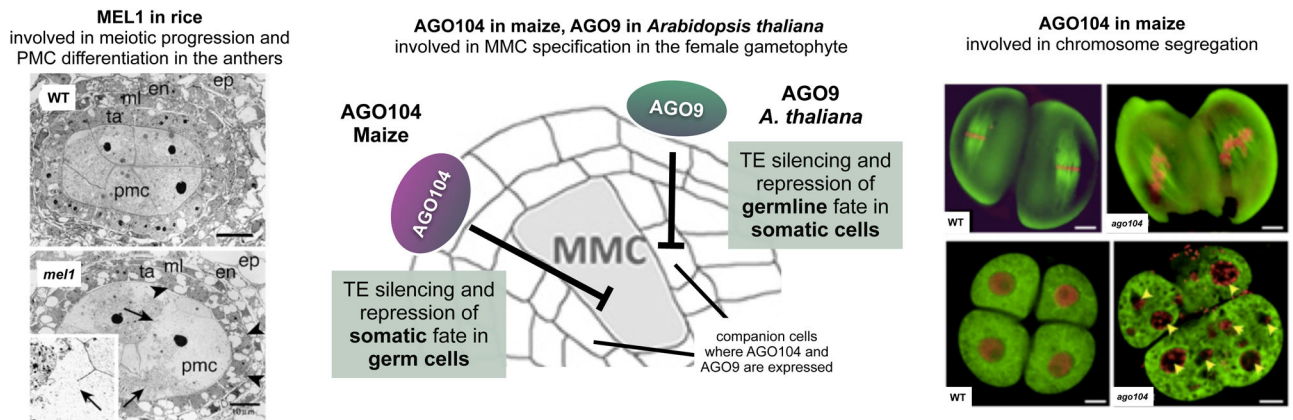 MEL1 in rice
involved in meiotic progression and
PMC differentiation in the anthers
WT
ta
ml
en
ep
pmc
mel1
ta
ml
en
ep
pmc
10μm
AGO104 in maize, AGO9 in Arabidopsis thaliana
involved in MMC specification in the female gametophyte
AGO104
Maize
AGO104
AGO9
AGO9
A. thaliana
TE silencing and
repression of
germline fate in
somatic cells
MMC
TE silencing and
repression of
somatic fate in
germ cells
companion cells
where AGO104 and
AGO9 are expressed
AGO104 in maize
involved in chromosome segregation
WT
ago104
WT
ago104